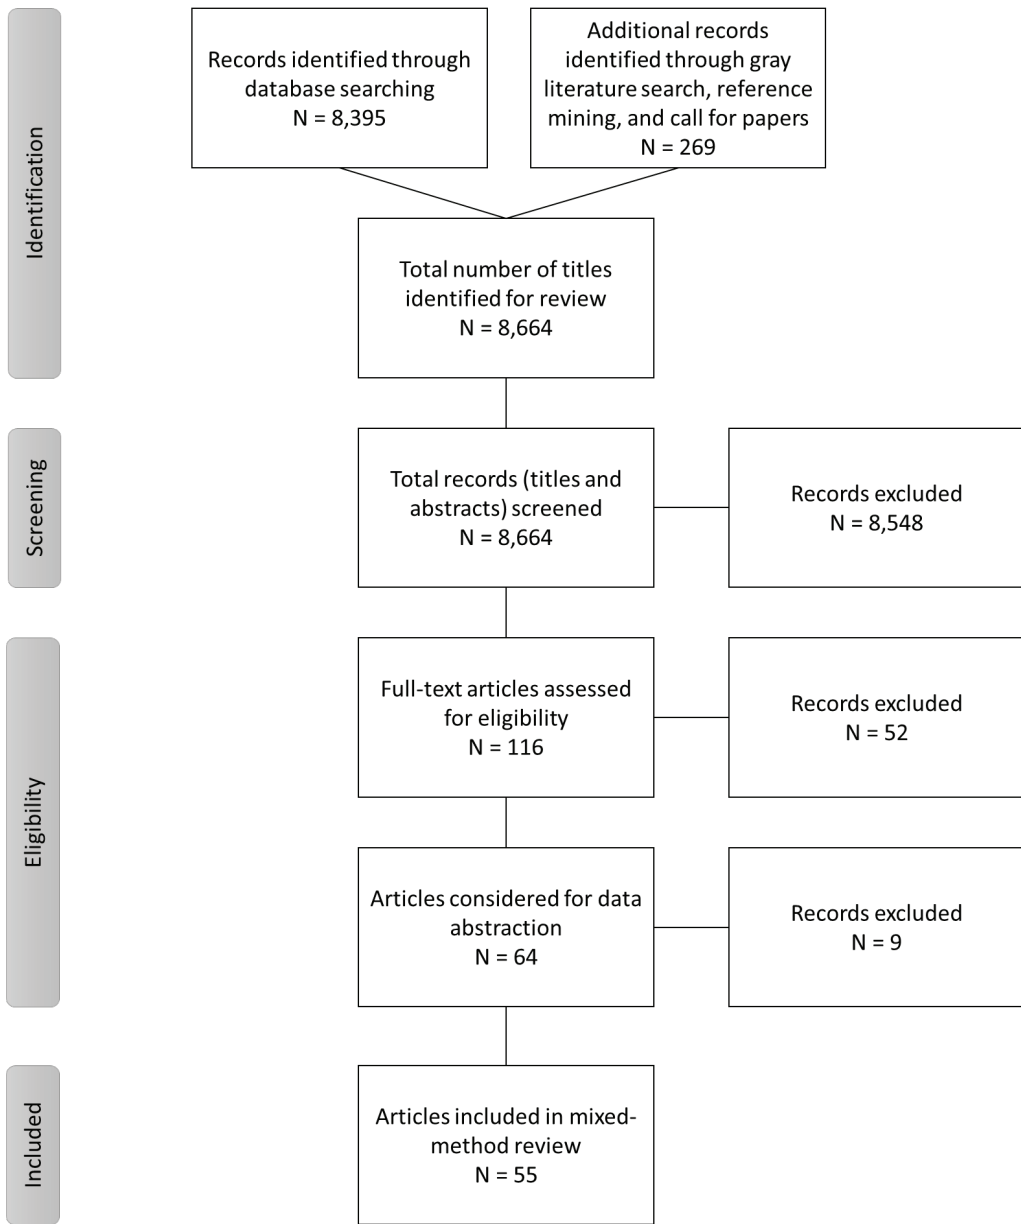 Identification
Records identified through
database searching
N = 8,395
Additional records
identified through gray
literature search, reference
mining, and call for papers
N = 269
Total number of titles
identified for review
N = 8,664
Screening
Total records (titles and
abstracts) screened
N = 8,664
Records excluded
N = 8,548
Eligibility
Full-text articles assessed
for eligibility
N = 116
Records excluded
N = 52
Articles considered for data
abstraction
N = 64
Records excluded
N = 9
Included
Articles included in mixed-
method review
N = 55